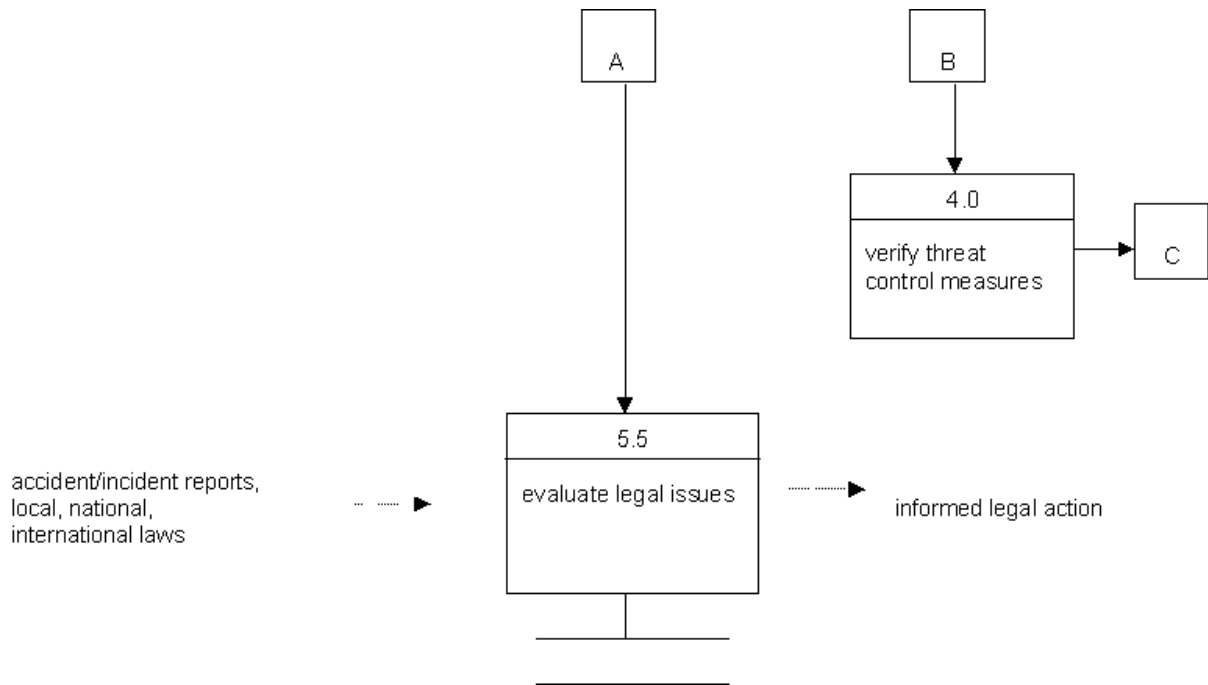 A
B
4.0
verify threat
control measures
C
5.5
evaluate legal issues
accident/incident reports,
local, national,
international laws
informed legal action